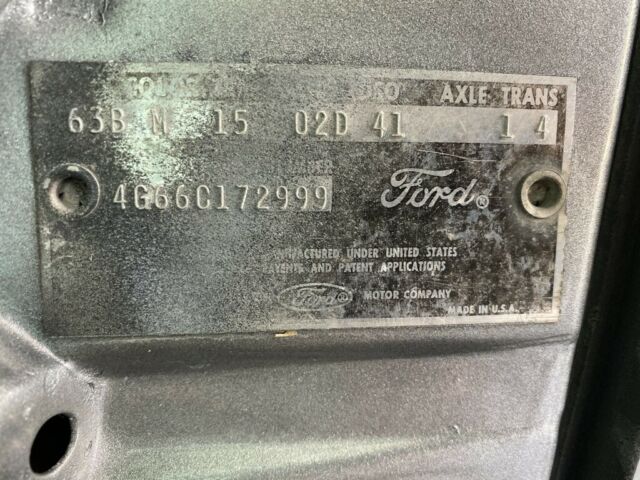 AXLE TRANS
63B M 15 02D 41 1 4
4G66C172999 Ford
UNDER UNITED STATES
AND PATENT APPLICATIONS
Ford MOTOR COMPANY
MADE IN U.S.A.